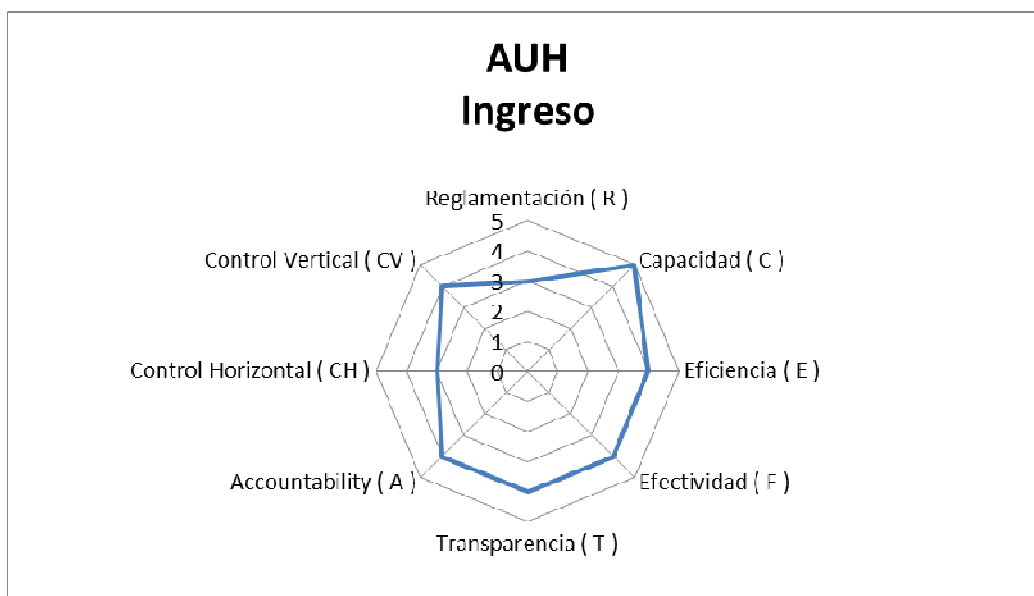 AUH
Ingreso
Reglamentación ( R )
5
Control Vertical ( CV )
Capacidad ( C )
4
3
2
1
Control Horizontal ( CH )
0
Eficiencia ( E )
Accountability ( A )
Efectividad ( F )
Transparencia ( T )